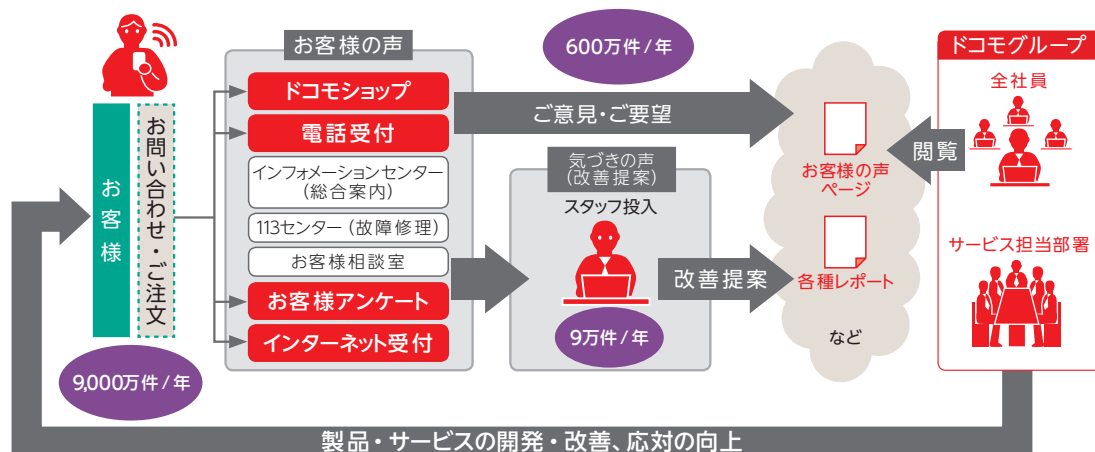 お客様
お問い合わせ・ご注文
9,000万件/年
お客様の声
ドコモショップ
電話受付
インフォメーションセンター
(総合案内)
113センター(故障修理)
お客様相談室
お客様アンケート
インターネット受付
600万件/年
ご意見・ご要望
気づきの声
(改善提案)
スタッフ投入
9万件/年
改善提案
お客様の声
ページ
各種レポート
など
閲覧
ドコモグループ
全社員
サービス担当部署
製品・サービスの開発・改善、応対の向上